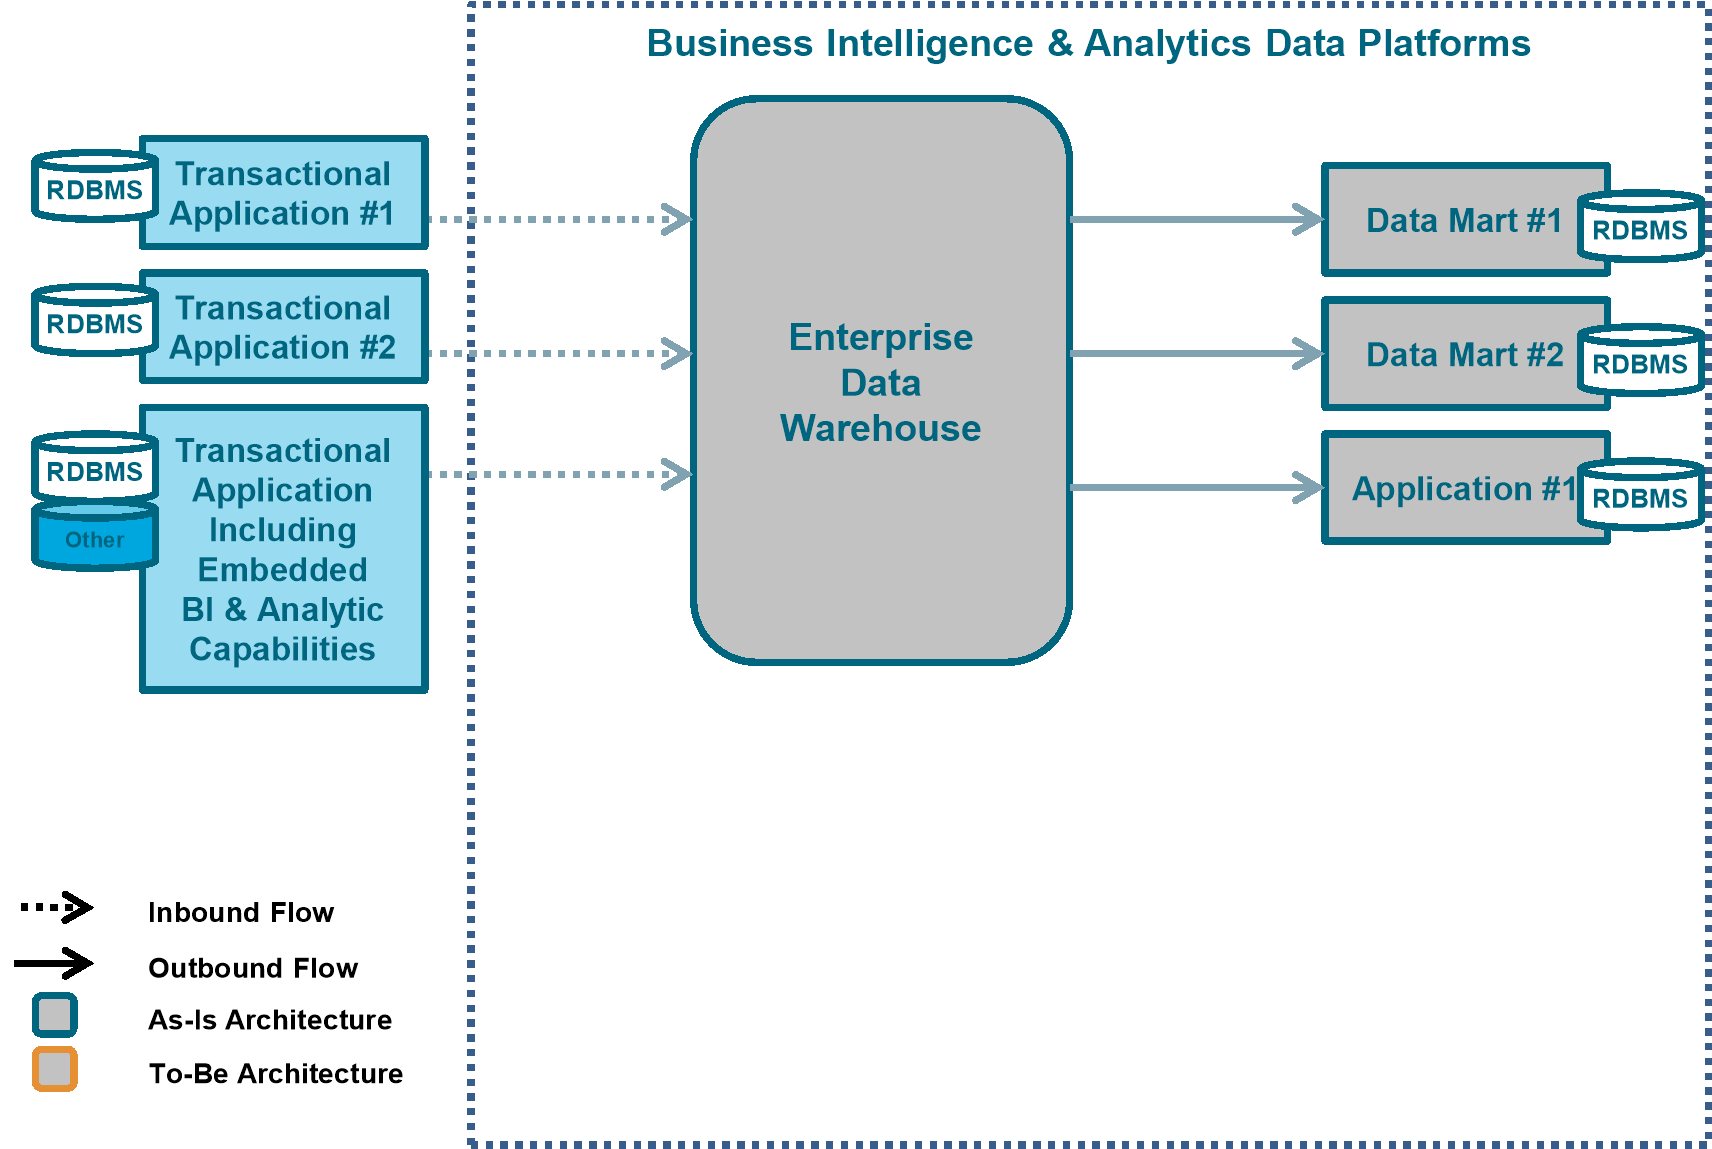 Business Intelligence & Analytics Data Platforms
RDBMS
Transactional
Application #1
RDBMS
Transactional
Application #2
RDBMS
Other
Transactional
Application
Including
Embedded
BI & Analytic
Capabilities
Enterprise
Data
Warehouse
Data Mart #1
RDBMS
Data Mart #2
RDBMS
Application #1
RDBMS
Inbound Flow
Outbound Flow
As-Is Architecture
To-Be Architecture